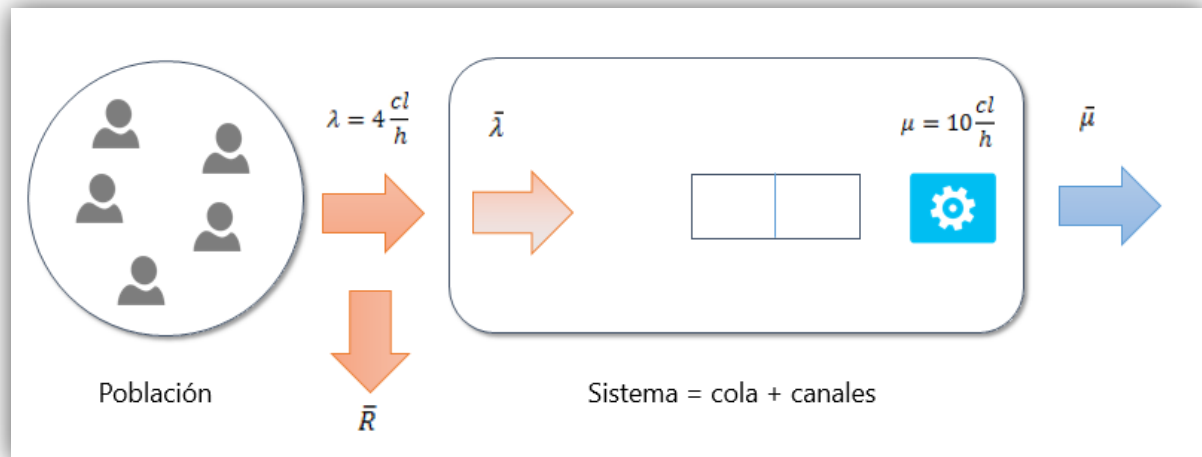 λ = 4 cl/h
λ̄
μ = 10 cl/h
μ̄
Población
R̄
Sistema = cola + canales